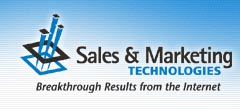 Sales & Marketing
TECHNOLOGIES
Breakthrough Results from the Internet